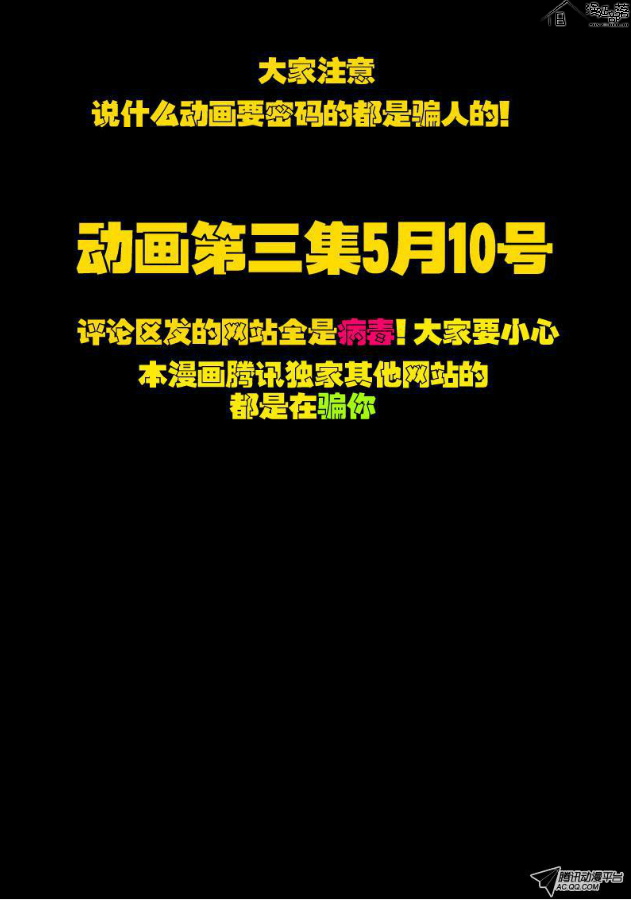 大家注意
说什么动画要密码的都是骗人的!
动画第三集5月10号
评论区发的网站全是病毒!大家要小心
本漫画腾讯独家其他网站的
都是在骗你
腾讯动漫平台
AC.QQ.COM